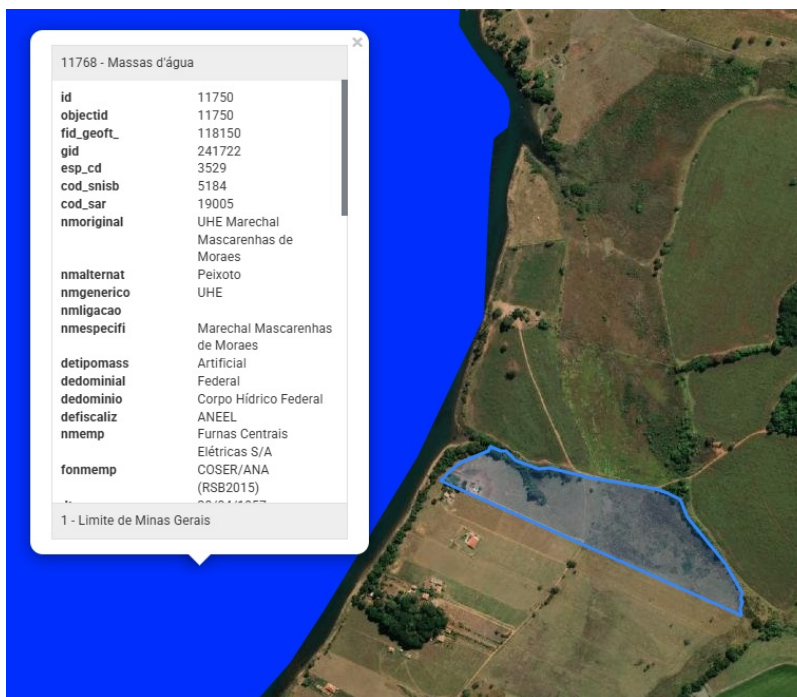 ×
11768 - Massas d'água
id 11750
objectid 11750
fid_geoft_ 118150
gid 241722
esp_cd 3529
cod_snisb 5184
cod_sar 19005
nmoriginal UHE Marechal
Mascarenhas de
Moraes
nmalternat Peixoto
nmgenerico UHE
nmligacao
nmespecifi Marechal Mascarenhas
de Moraes
detipomass Artificial
dedominial Federal
dedominio Corpo Hídrico Federal
defiscaliz ANEEL
nmemp Furnas Centrais
Elétricas S/A
fonmemp COSER/ANA
(RSB2015)
1 - Limite de Minas Gerais